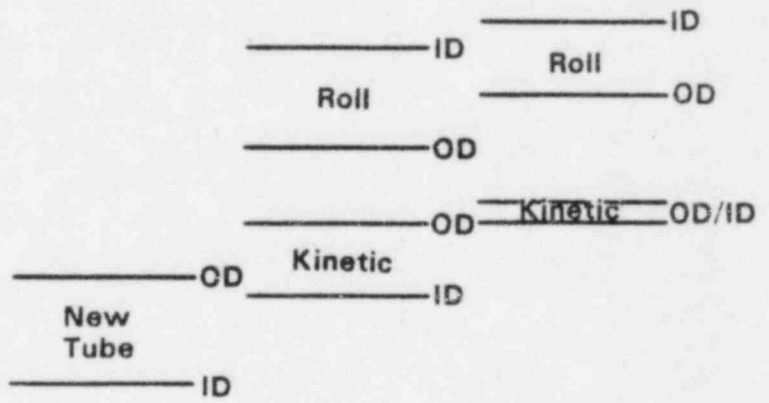 ID
Roll
OD
OD
Kinetic
ID
ID
Roll
OD
Kinetic OD/ID
OD
New
Tube
ID